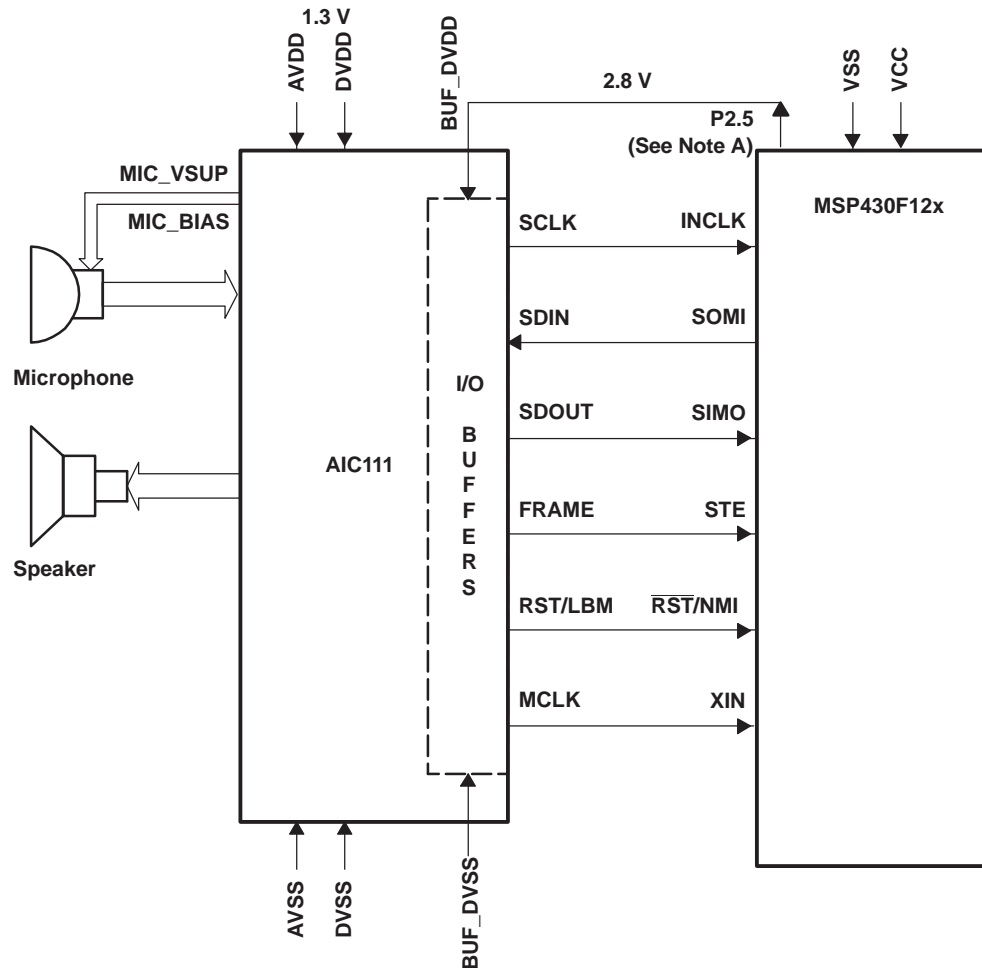 1.3 V
AVDD
DVDD
BUF_DVDD
2.8 V
VSS
VCC
P2.5
(See Note A)
MIC_VSUP
MIC_BIAS
MSP430F12x
SCLK
INCLK
SDIN
SOMI
Microphone
I/O
BUFFERS
SDOUT
SIMO
AIC111
FRAME
STE
Speaker
RST/LBM
RST/NMI
MCLK
XIN
AVSS
DVSS
BUF_DVSS